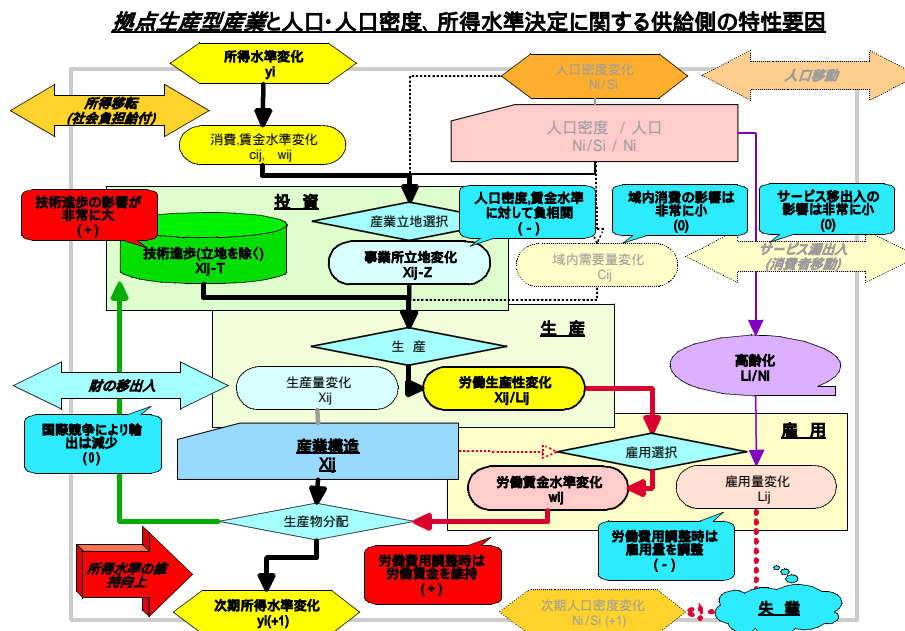 拠点生産型産業と人口・人口密度、所得水準決定に関する供給側の特性要因
所得水準変化
yi
人口密度変化
Ni/Si
人口移動
所得移転
(社会負担給付)
消費,賃金水準変化
cij, wij
人口密度 / 人口
Ni/Si / Ni
技術進歩の影響が
非常に大
(+)
投 資
産業立地選択
人口密度,賃金水準
に対して負相関
(-)
域内消費の影響は
非常に小
(0)
サービス移出入の
影響は非常に小
(0)
技術進歩(立地を除く)
Xij-T
事業所立地変化
Xij-Z
域内需要量変化
Cij
サービス漏出入
(消費者移動)
生 産
生 産
高齢化
Li/Ni
財の移出入
生産量変化
Xij
労働生産性変化
Xij/Lij
国際競争により輸
出は減少
(0)
産業構造
Xij
雇 用
雇用選択
労働賃金水準変化
wij
雇用量変化
Lij
生産物分配
労働費用調整時は
雇用量を調整
(-)
所得水準の維
持向上
労働費用調整時は
労働賃金を維持
(+)
次期所得水準変化
yi(+1)
次期人口密度変化
Ni/Si (+1)
失 業